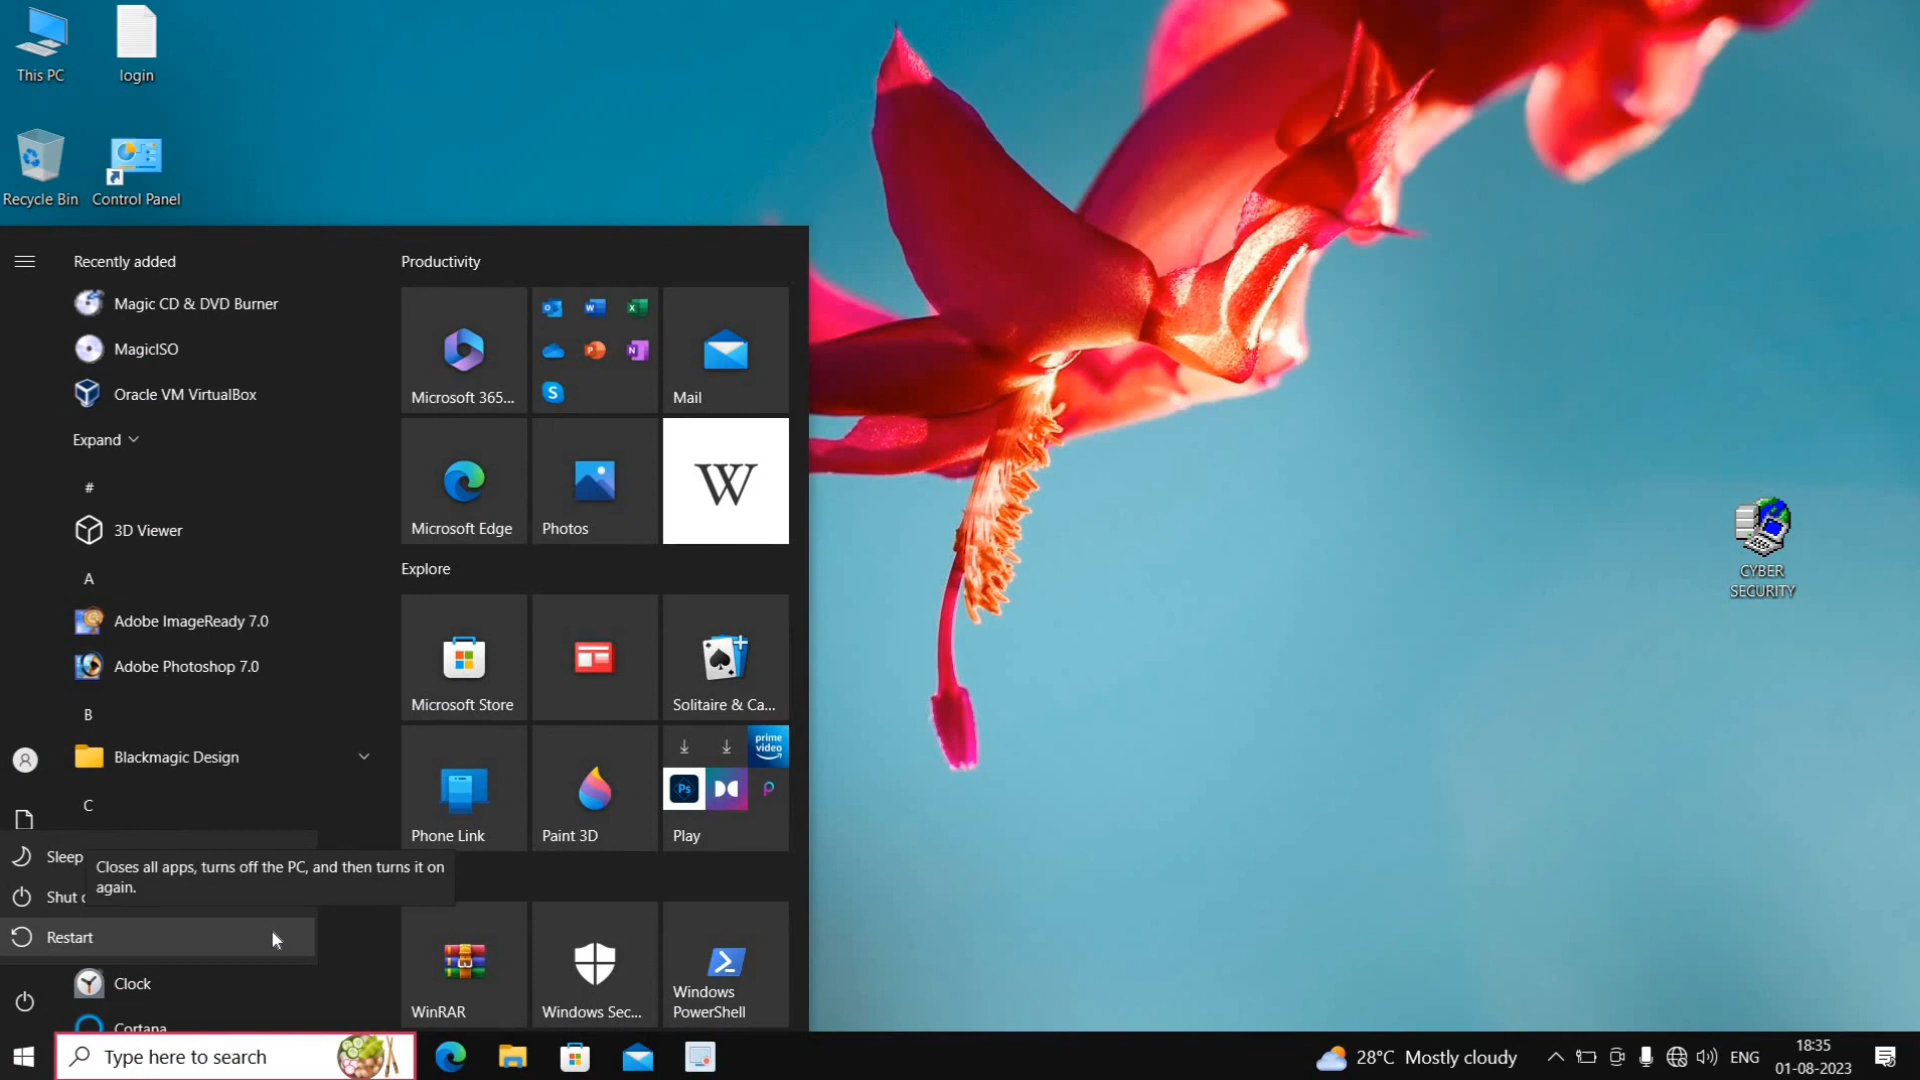 This PC
login
Recycle Bin
Control Panel
Recently added
Magic CD & DVD Burner
MagicISO
Oracle VM VirtualBox
Expand
#
3D Viewer
A
Adobe ImageReady 7.0
Adobe Photoshop 7.0
B
Blackmagic Design
C
Sleep
Closes all apps, turns off the PC, and then turns it on
again.
Shut
Restart
Clock
Cortana
Productivity
Microsoft 365...
Mail
Microsoft Edge
Photos
W
Explore
Microsoft Store
Solitaire & Ca...
Phone Link
Paint 3D
prime
video
Ps
Play
WinRAR
Windows Sec...
Windows
PowerShell
CYBER
SECURITY
Type here to search
28°C Mostly cloudy
ENG
18:35
01-08-2023